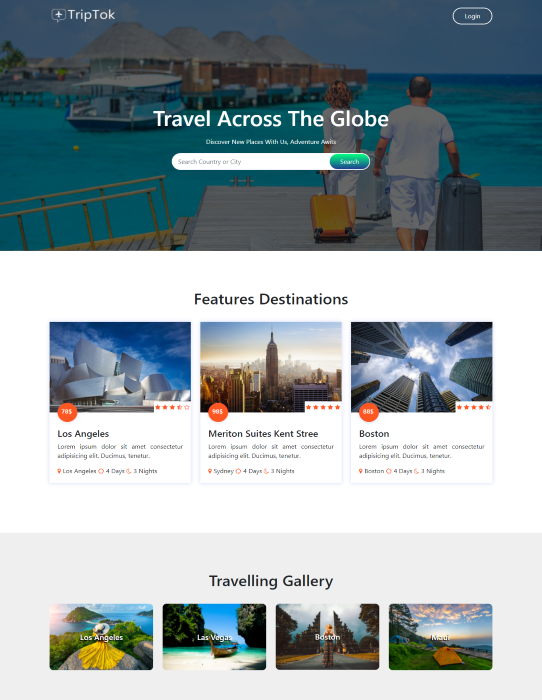 TripTok
Login
Travel Across The Globe
Discover New Places With Us, Adventure Awits
Search Country or City
Search
Features Destinations
78$
Los Angeles
Lorem ipsum dolor sit amet consectetur
adipisicing elit. Ducimus, tenetur.
Los Angeles 4 Days 3 Nights
98$
Meriton Suites Kent Stree
Lorem ipsum dolor sit amet consectetur
adipisicing elit. Ducimus, tenetur.
Sydney 4 Days 3 Nights
88$
Boston
Lorem ipsum dolor sit amet consectetur
adipisicing elit. Ducimus, tenetur.
Boston 4 Days 3 Nights
Travelling Gallery
Los Angeles
Las Vegas
Boston
Maui